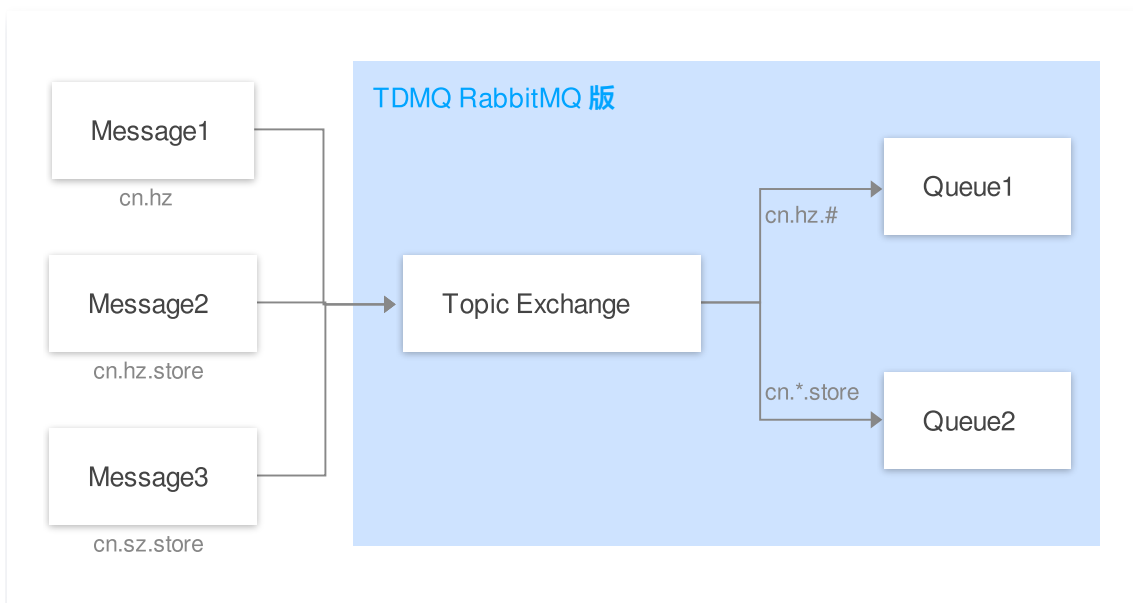 TDMQ RabbitMQ 版
Message1
cn.hz
Message2
cn.hz.store
Message3
cn.sz.store
Topic Exchange
cn.hz.#
Queue1
cn.*.store
Queue2